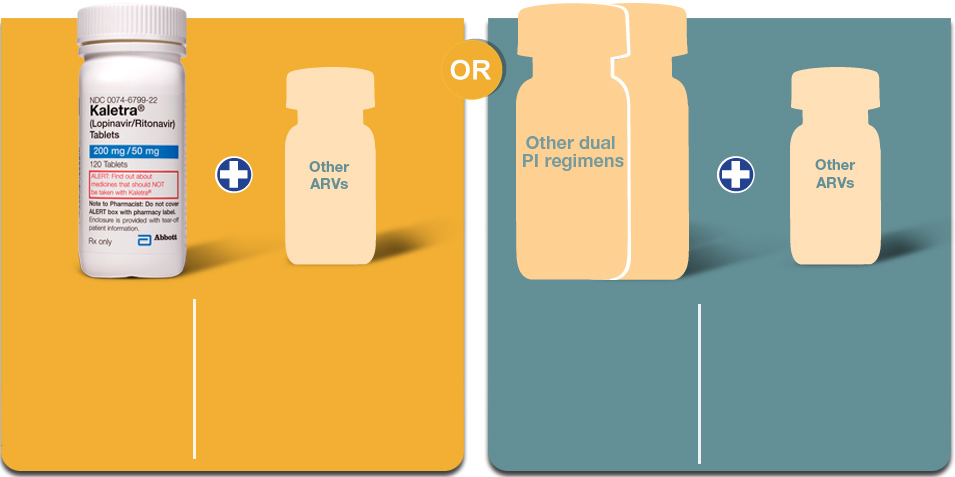 NDC 0074-6799-22
Kaletra®
(Lopinavir/Ritonavir)
Tablets
200 mg/50 mg
120 Tablets
ALERT: Find out about
medicines that should NOT
be taken with Kaletra®
Note to Pharmacist: Do not cover
ALERT box with pharmacy label.
Enclosure is provided with tear-off
patient information.
Rx only
Abbott
Other
ARVs
OR
Other dual
PI regimens
Other
ARVs